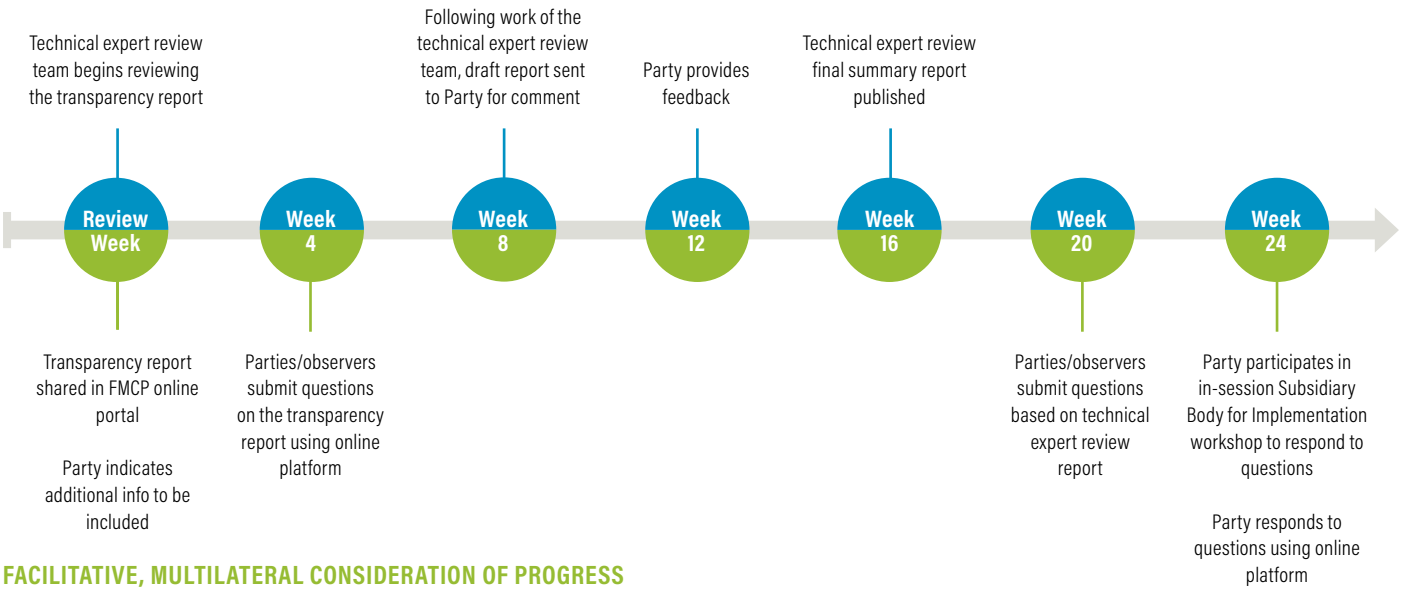 Technical expert review
team begins reviewing
the transparency report
Following work of the
technical expert review
team, draft report sent
to Party for comment
Party provides
feedback
Technical expert review
final summary report
published
Review
Week
Week
4
Week
8
Week
12
Week
16
Week
20
Week
24
Transparency report
shared in FMCP online
portal
Party indicates
additional info to be
included
Parties/observers
submit questions
on the transparency
report using online
platform
Parties/observers
submit questions
based on technical
expert review
report
Party participates in
in-session Subsidiary
Body for Implementation
workshop to respond to
questions
Party responds to
questions using online
platform
FACILITATIVE, MULTILATERAL CONSIDERATION OF PROGRESS